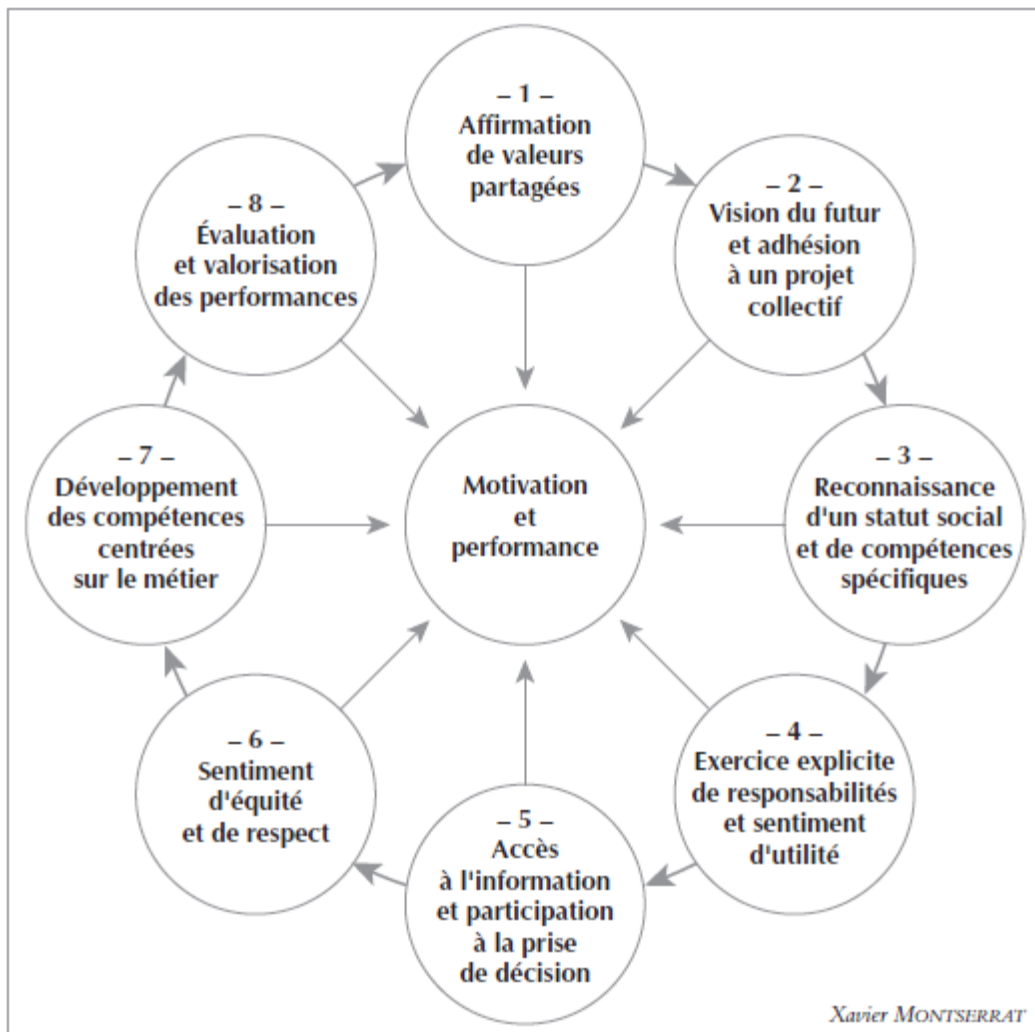 – 1 –
Affirmation
de valeurs
partagées
– 2 –
Vision du futur
et adhésion
à un projet
collectif
– 3 –
Reconnaissance
d'un statut social
et de compétences
spécifiques
– 4 –
Exercice explicite
de responsabilités
et sentiment
d'utilité
– 5 –
Accès
à l'information
et participation
à la prise
de décision
– 6 –
Sentiment
d'équité
et de respect
– 7 –
Développement
des compétences
centrées
sur le métier
– 8 –
Évaluation
et valorisation
des performances
Motivation
et
performance
Xavier MONTSERRAT